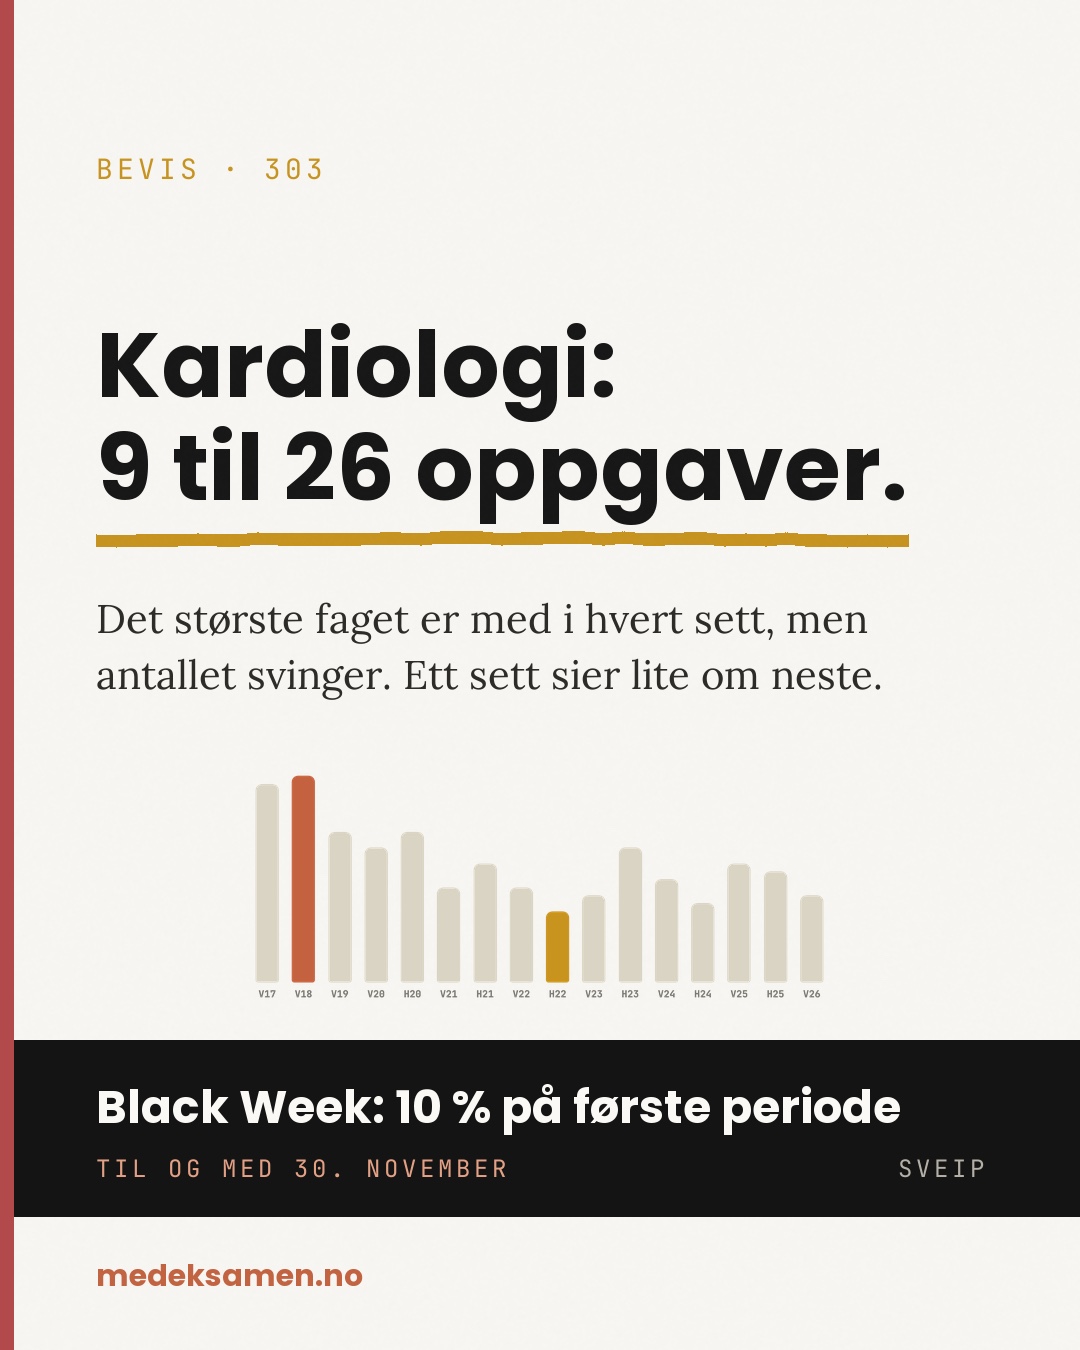 BEVIS · 303
Kardiologi:
9 til 26 oppgaver.
Det største faget er med i hvert sett, men
antallet svinger. Ett sett sier lite om neste.
V17 V18 V19 V20 H20 V21 H21 V22 H22 V23 H23 V24 H24 V25 H25 V26
Black Week: 10 % på første periode
TIL OG MED 30. NOVEMBER SVEIP
medeksamen.no